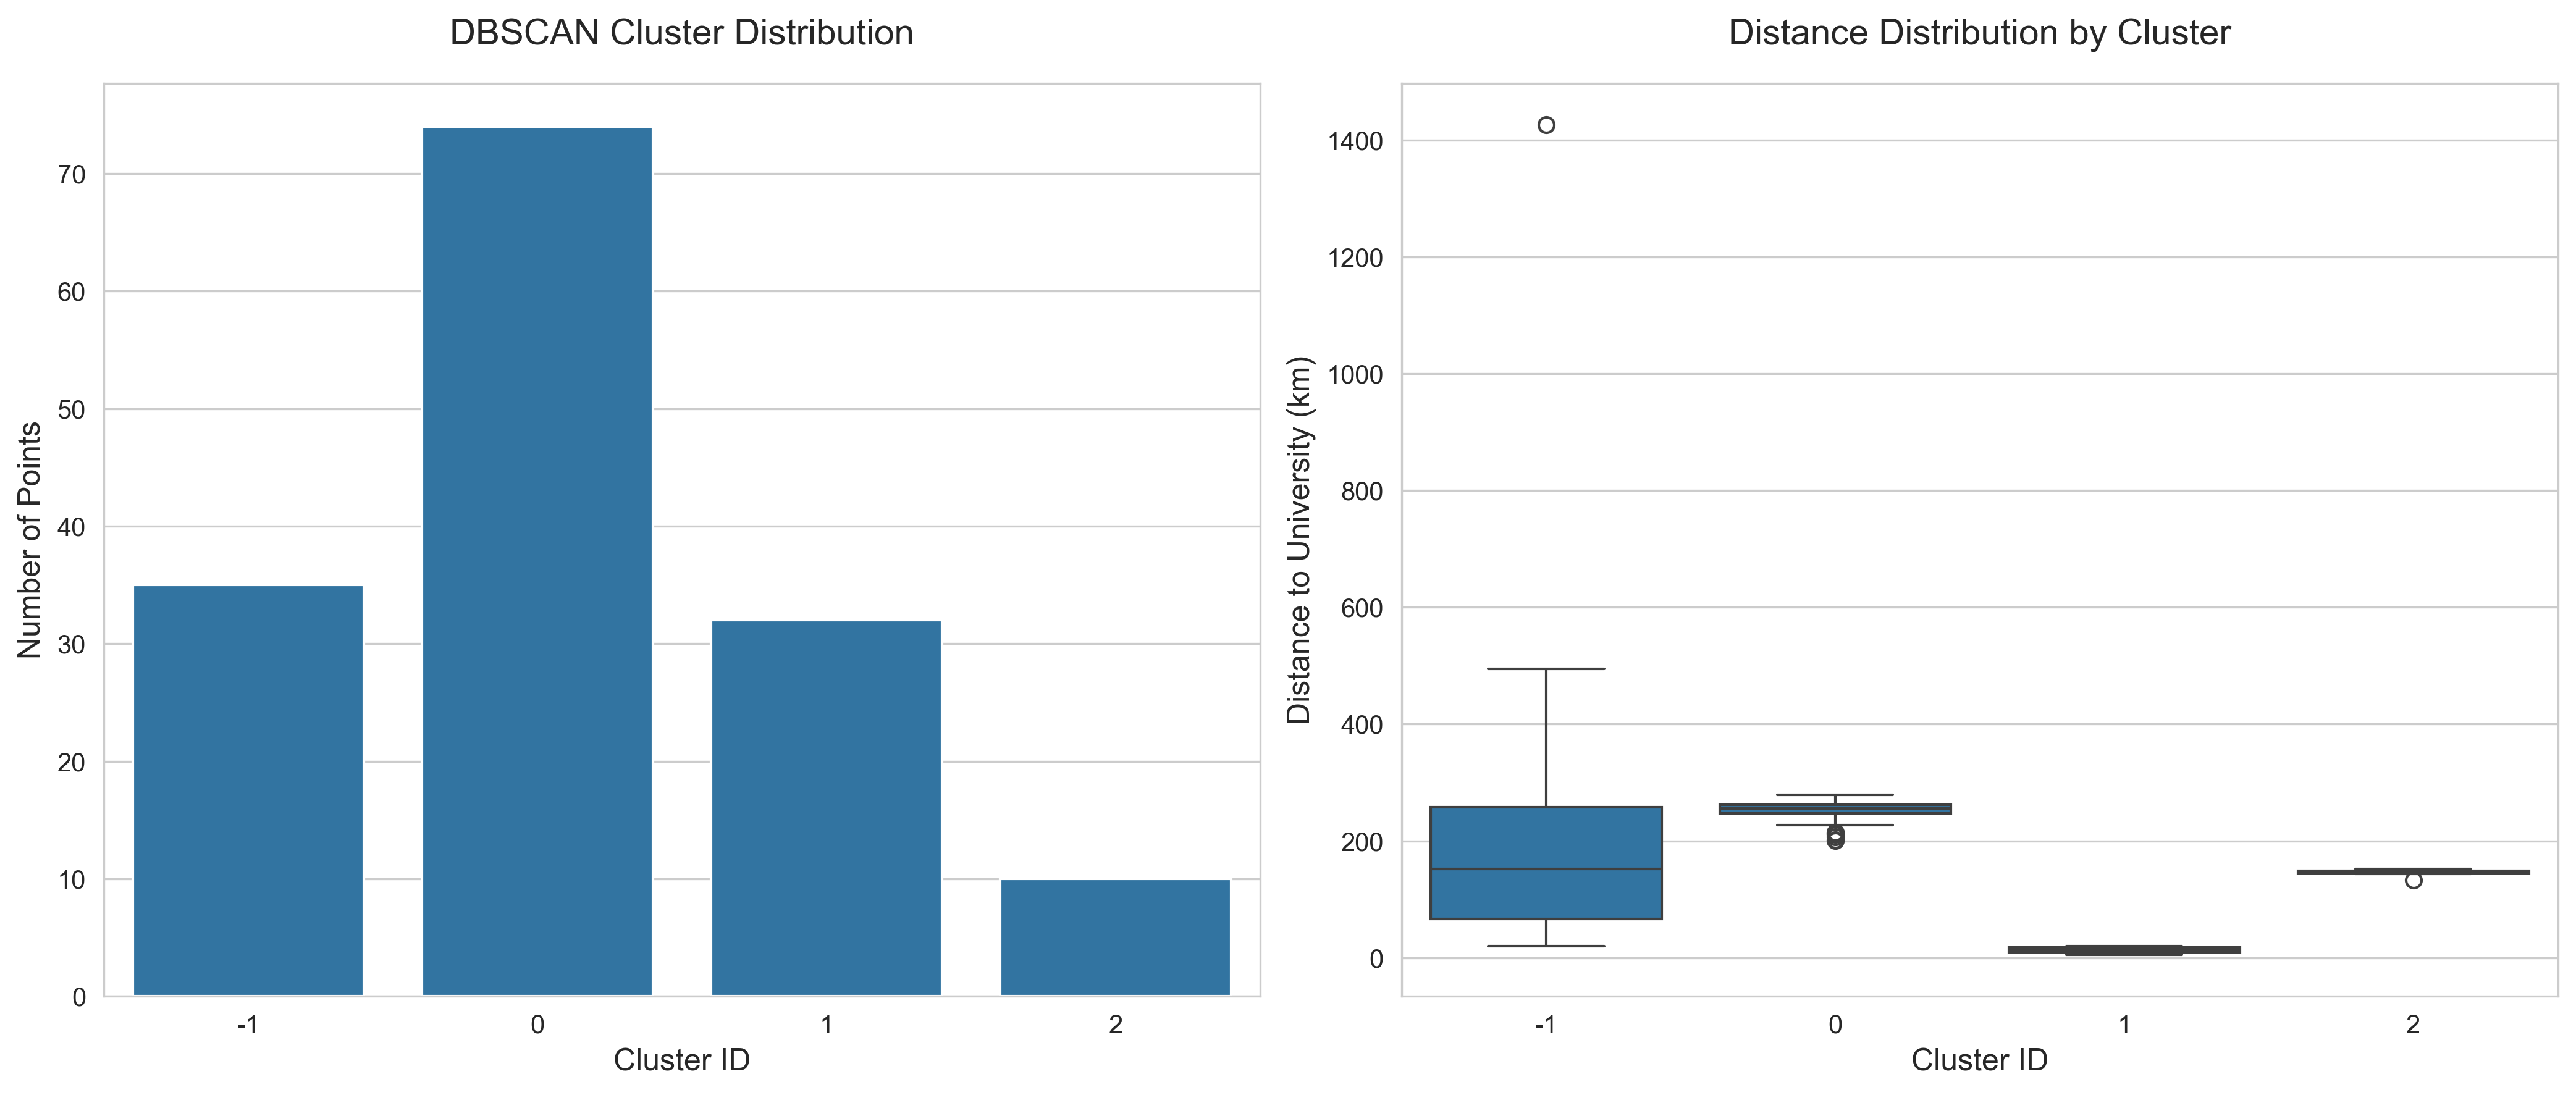 DBSCAN Cluster Distribution
Number of Points
70
60
50
40
30
20
10
0
-1 0 1 2
Cluster ID
Distance Distribution by Cluster
Distance to University (km)
1400
1200
1000
800
600
400
200
0
-1 0 1 2
Cluster ID